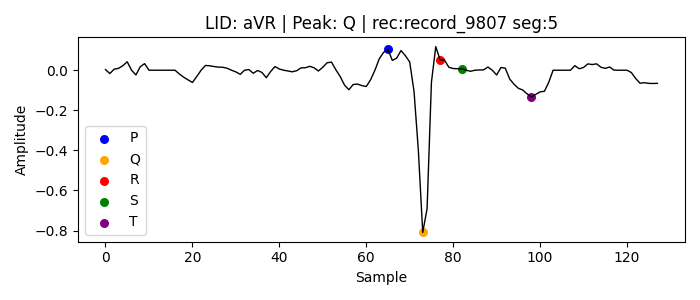 LID: aVR | Peak: Q | rec:record_9807 seg:5
Amplitude
0.0
−0.2
−0.4
−0.6
−0.8
P
Q
R
S
T
0 20 40 60 80 100 120
Sample